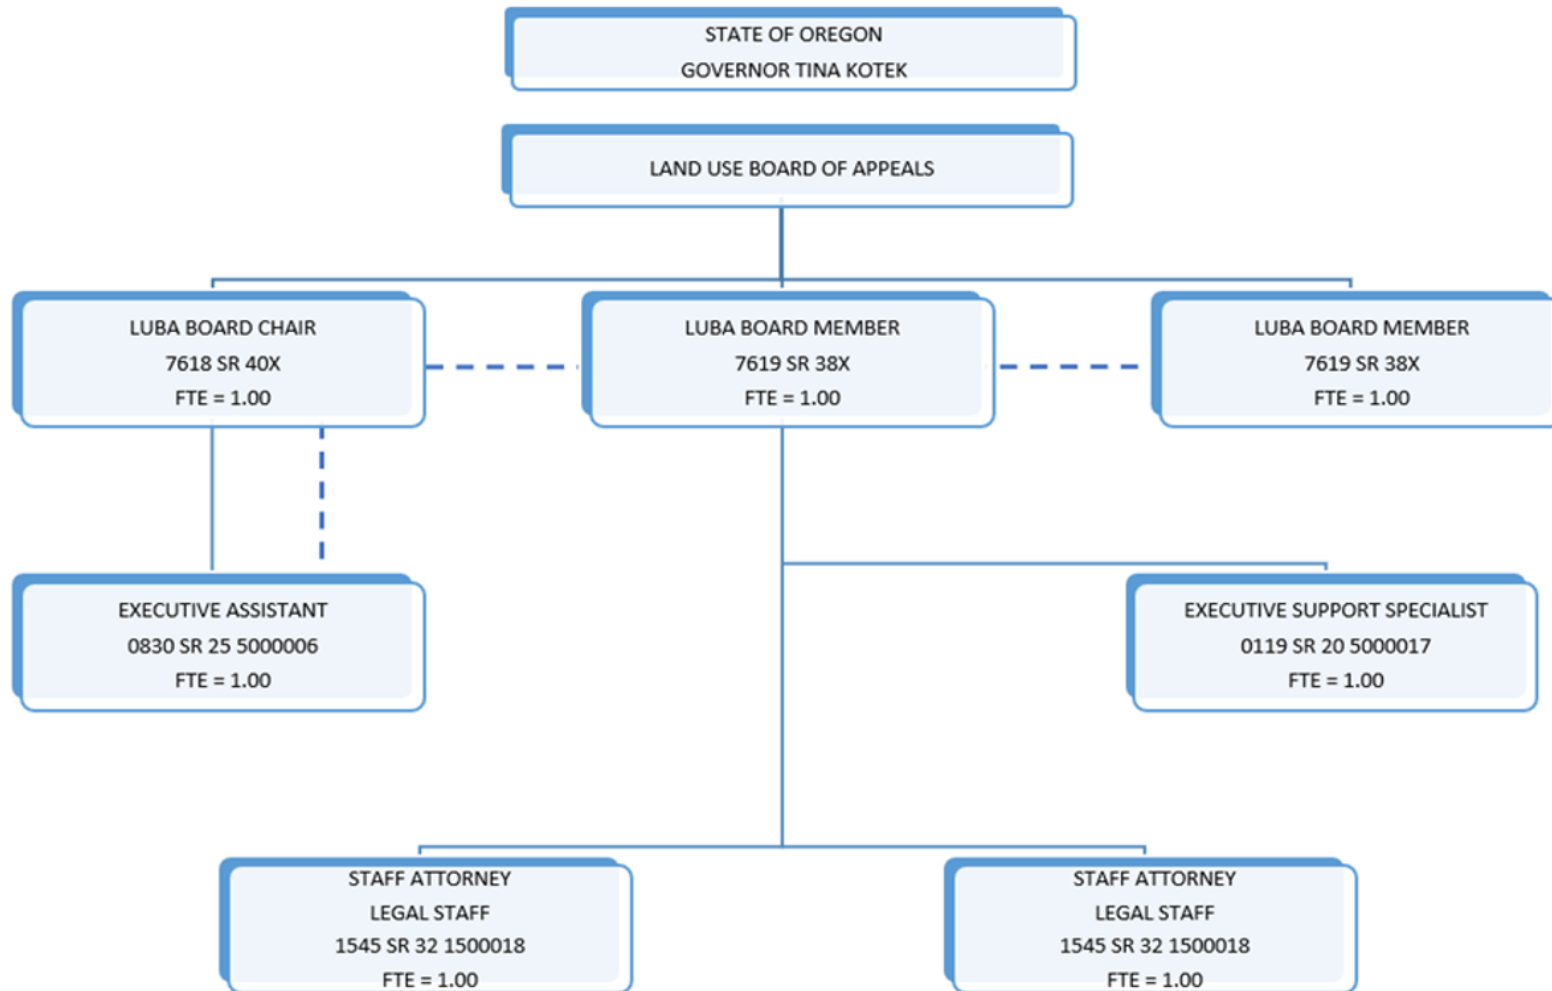 STATE OF OREGON
GOVERNOR TINA KOTEK
LAND USE BOARD OF APPEALS
LUBA BOARD CHAIR
7618 SR 40X
FTE = 1.00
LUBA BOARD MEMBER
7619 SR 38X
FTE = 1.00
LUBA BOARD MEMBER
7619 SR 38X
FTE = 1.00
EXECUTIVE ASSISTANT
0830 SR 25 5000006
FTE = 1.00
EXECUTIVE SUPPORT SPECIALIST
0119 SR 20 5000017
FTE = 1.00
STAFF ATTORNEY
LEGAL STAFF
1545 SR 32 1500018
FTE = 1.00
STAFF ATTORNEY
LEGAL STAFF
1545 SR 32 1500018
FTE = 1.00